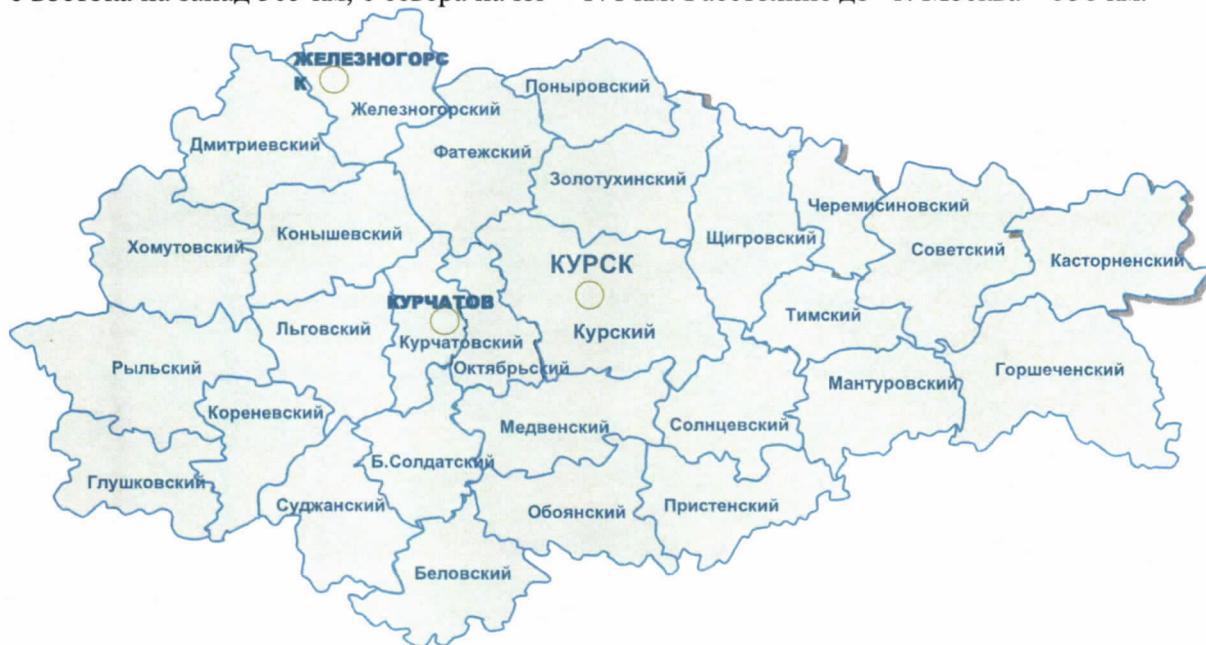 ЖЕЛЕЗНОГОРС
К
Поныровский
Железногорский
Дмитриевский
Фатежский
Золотухинский
Черемисиновский
Хомутовский
Конышевский
Щигровский
Советский
Касторненский
КУРСК
КУРЧАТОВ
Льговский
Курчатовский
Курский
Тимский
Рыльский
Октябрьский
Мантуровский
Горшеченский
Кореневский
Медвенский
Солнцевский
Б.Солдатский
Глушковский
Суджанский
Обоянский
Пристенский
Беловский